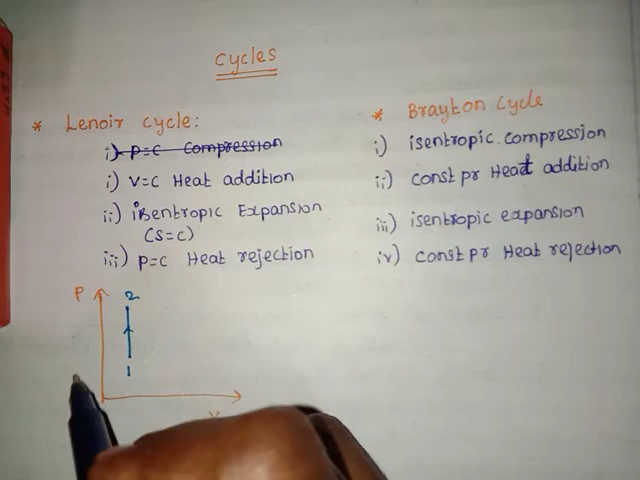 Cycles
* Lenoir cycle:
i) P=C Compression
i) V=C Heat addition
ii) isentropic Expansion
(S=C)
iii) P=C Heat rejection
* Brayton Cycle
i) isentropic compression
ii) const pr Heat addition
iii) isentropic expansion
iv) const pr Heat rejection
P
2
1